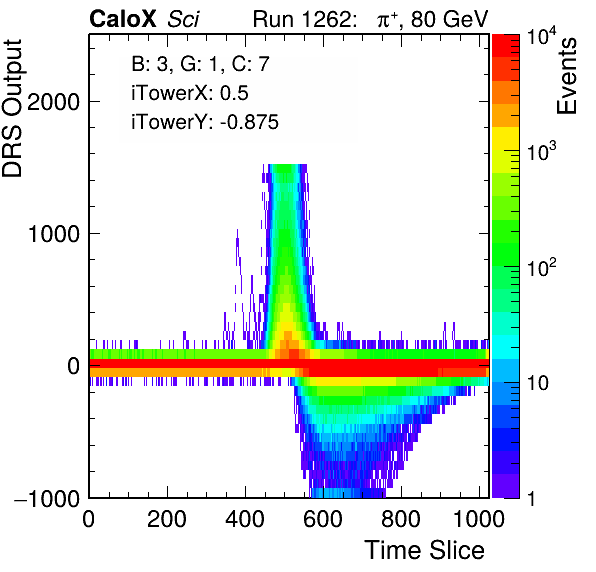 CaloX Sci Run 1262: π⁺, 80 GeV
B: 3, G: 1, C: 7
iTowerX: 0.5
iTowerY: -0.875
DRS Output
2000
1000
0
−1000
0 200 400 600 800 1000
Time Slice
Events
10⁴
10³
10²
10
1